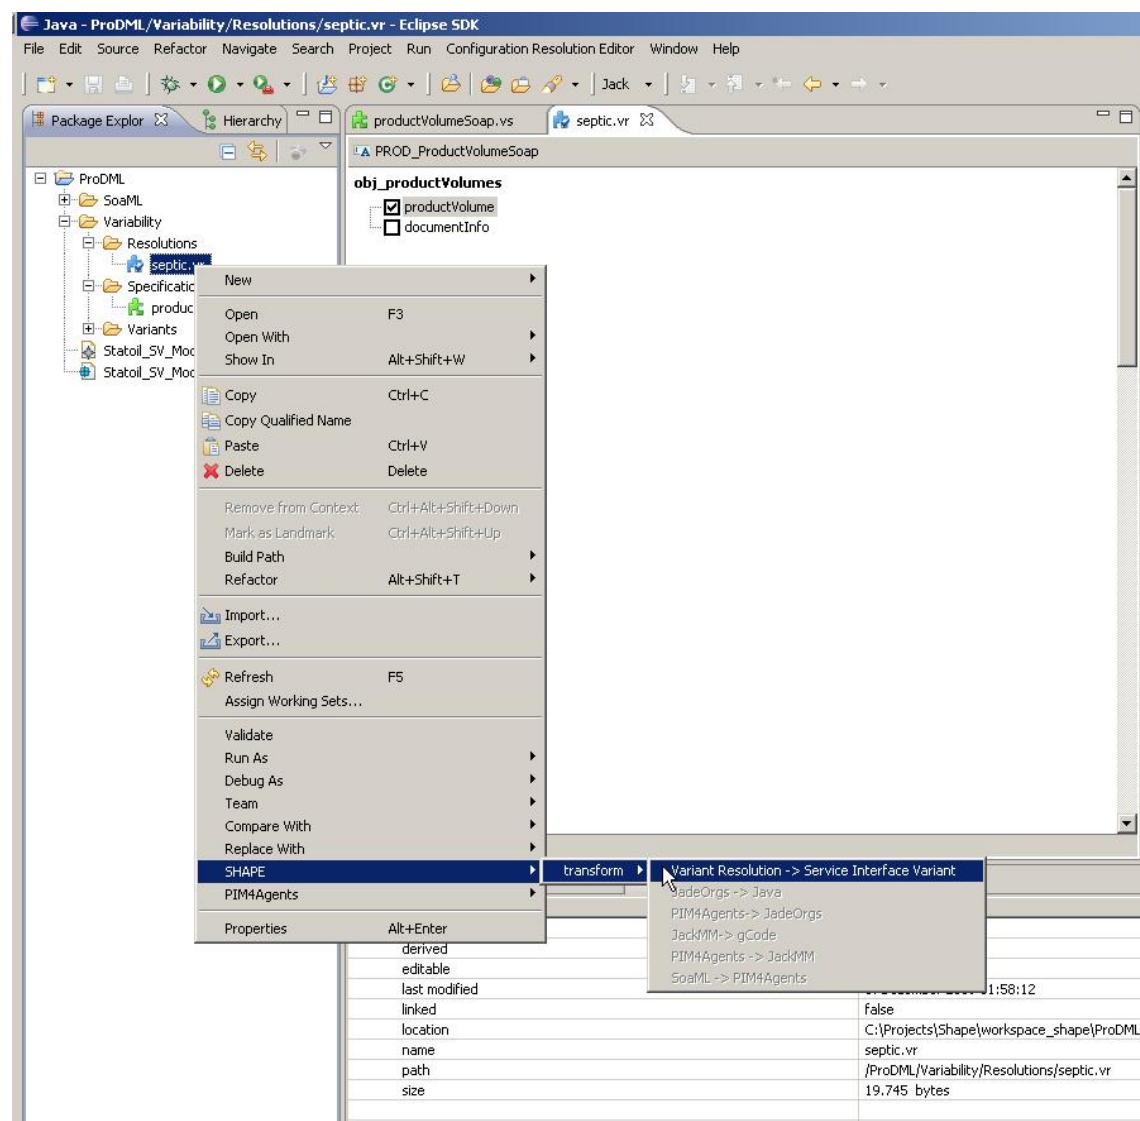 Java - ProDML/Variability/Resolutions/septic.vr - Eclipse SDK
File Edit Source Refactor Navigate Search Project Run Configuration Resolution Editor Window Help
Jack
Package Explor Hierarchy productVolumeSoap.vs septic.vr
PROD_ProductVolumeSoap
ProDML
SoaML
Variability
Resolutions
septic.vr
Specificatic
produc
Variants
Statoil_SV_Moc
Statoil_SV_Moc
obj_productVolumes
productVolume
documentInfo
New
Open F3
Open With
Show In Alt+Shift+W
Copy Ctrl+C
Copy Qualified Name
Paste Ctrl+V
Delete Delete
Remove from Context Ctrl+Alt+Shift+Down
Mark as Landmark Ctrl+Alt+Shift+Up
Build Path
Refactor Alt+Shift+T
Import...
Export...
Refresh F5
Assign Working Sets...
Validate
Run As
Debug As
Team
Compare With
Replace With
SHAPE
PIM4Agents
Properties Alt+Enter
transform
Variant Resolution -> Service Interface Variant
JadeOrgs -> Java
PIM4Agents-> JadeOrgs
JackMM-> gCode
PIM4Agents -> JackMM
SoaML -> PIM4Agents
derived
editable
last modified 1:58:12
linked false
location C:\Projects\Shape\workspace_shape\ProDML
name septic.vr
path /ProDML/Variability/Resolutions/septic.vr
size 19.745 bytes